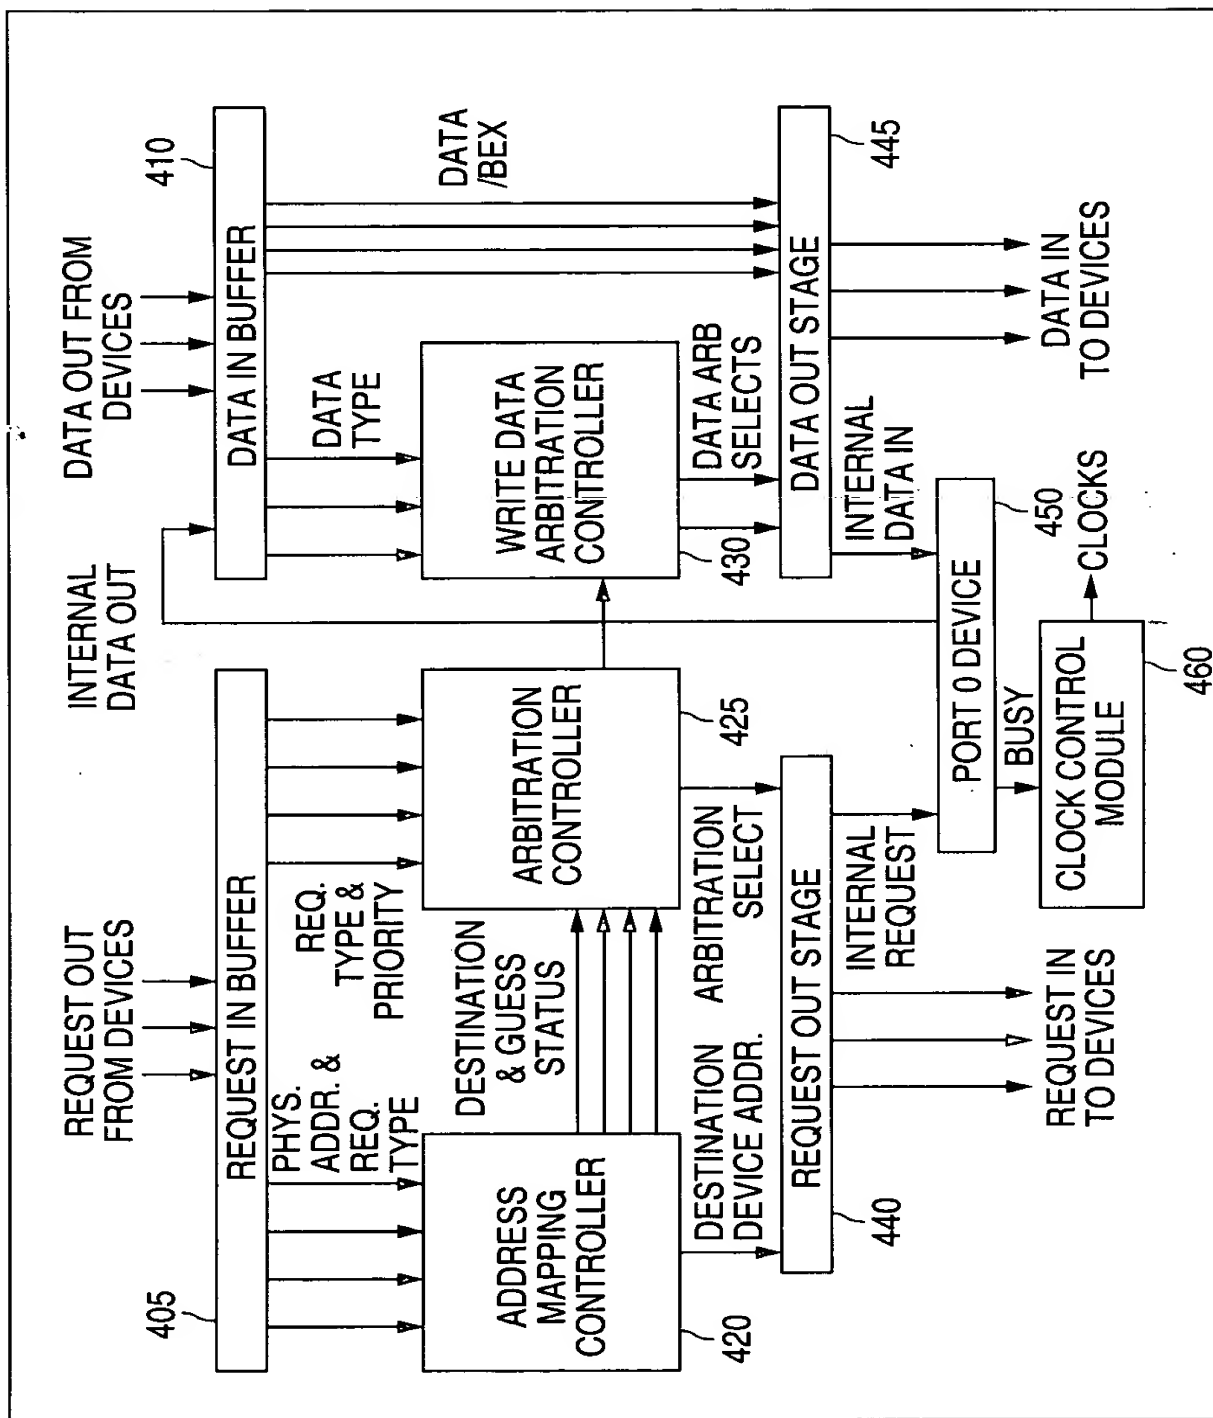 REQUEST OUT
FROM DEVICES
INTERNAL
DATA OUT
DATA OUT FROM
DEVICES
405
REQUEST IN BUFFER
DATA IN BUFFER
410
PHYS.
ADDR. &
REQ.
TYPE
REQ.
TYPE &
PRIORITY
DATA
TYPE
DATA
/BEX
ADDRESS
MAPPING
CONTROLLER
420
DESTINATION
& GUESS
STATUS
ARBITRATION
CONTROLLER
425
WRITE DATA
ARBITRATION
CONTROLLER
430
DESTINATION
DEVICE ADDR.
ARBITRATION
SELECT
DATA ARB
SELECTS
440
REQUEST OUT STAGE
DATA OUT STAGE
445
INTERNAL
REQUEST
INTERNAL
DATA IN
REQUEST IN
TO DEVICES
PORT 0 DEVICE
450
DATA IN
TO DEVICES
BUSY
CLOCK CONTROL
MODULE
460
CLOCKS